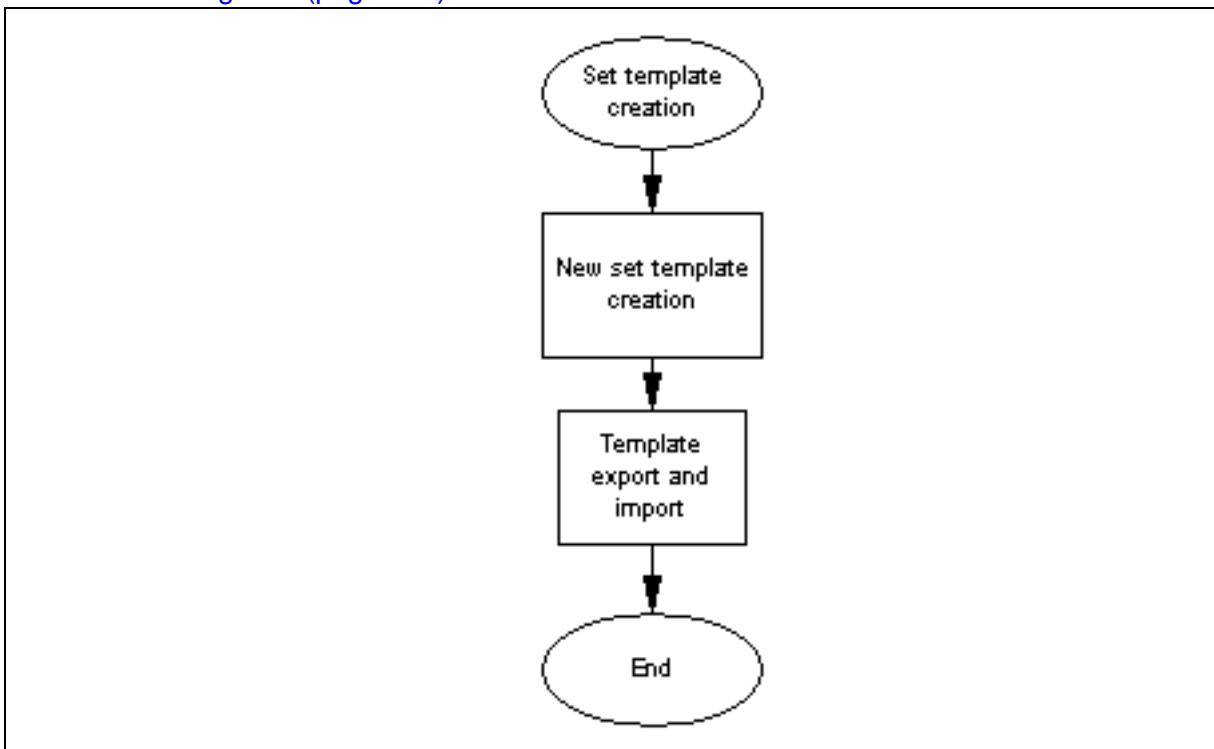 Set template
creation
New set template
creation
Template
export and
import
End